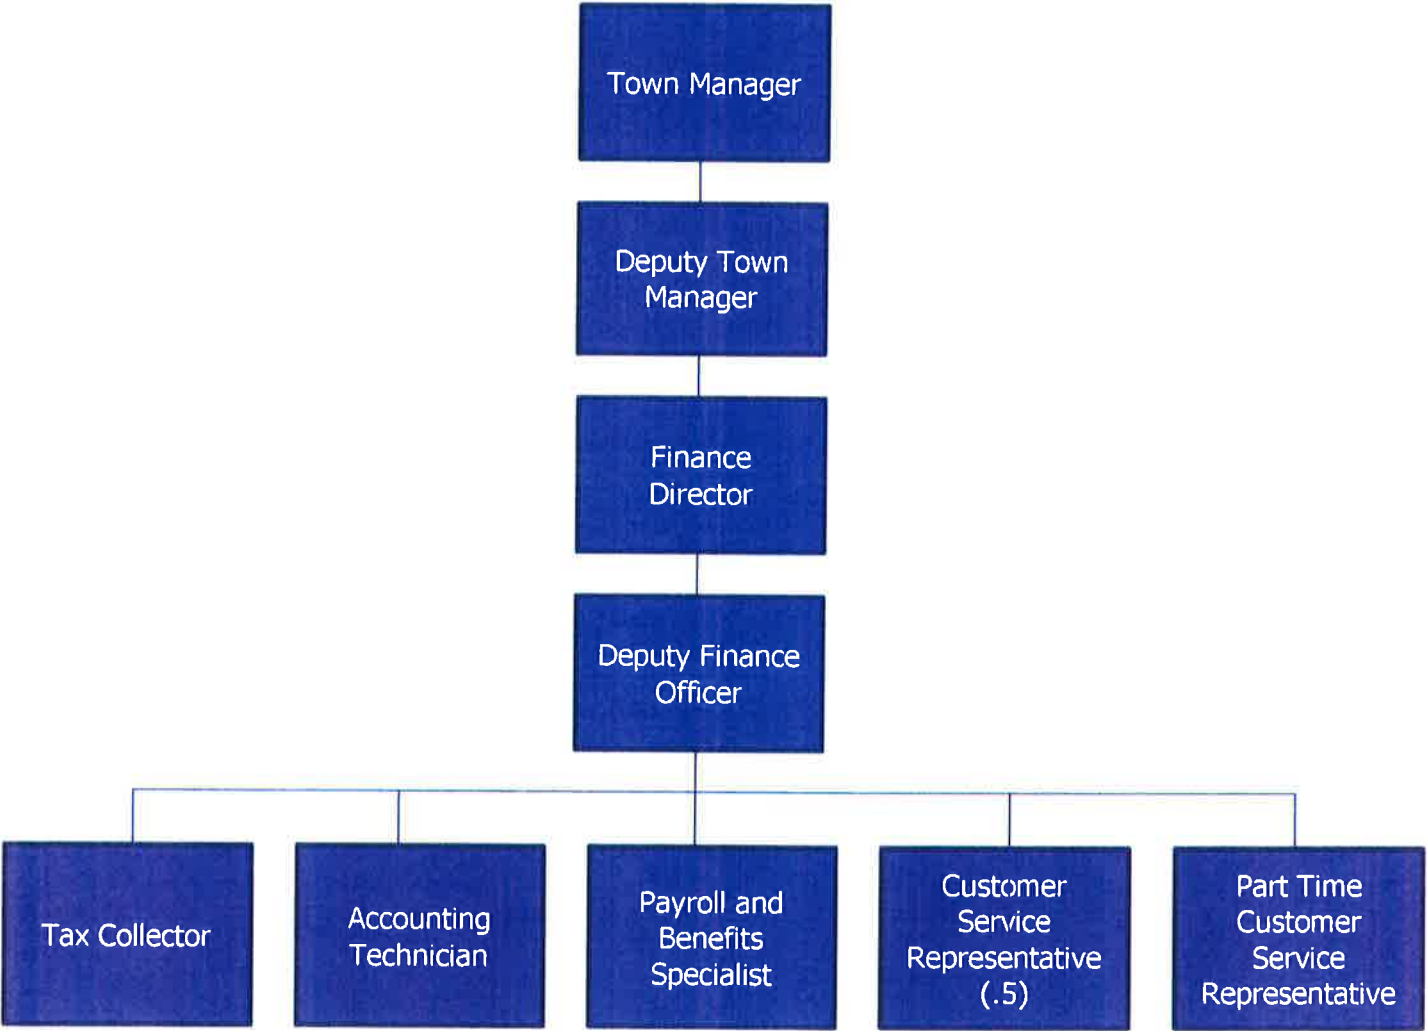 Town Manager
Deputy Town
Manager
Finance
Director
Deputy Finance
Officer
Tax Collector
Accounting
Technician
Payroll and
Benefits
Specialist
Customer
Service
Representative
(.5)
Part Time
Customer
Service
Representative